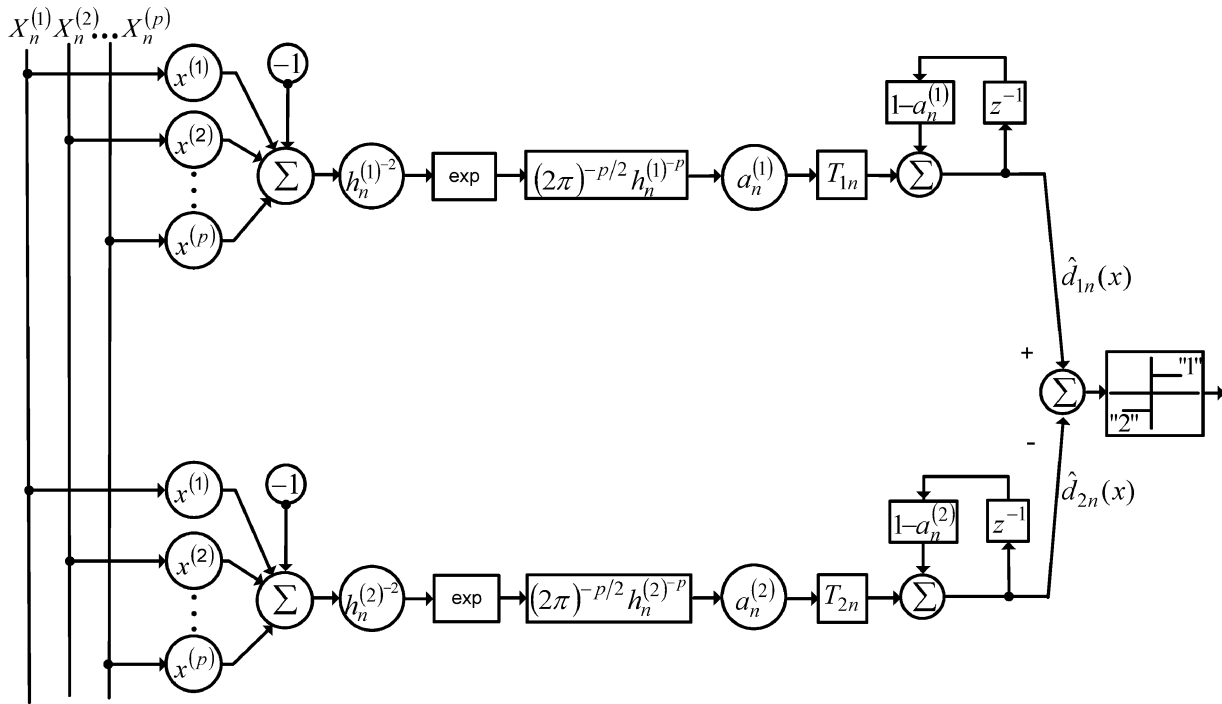 X_n^{(1)} X_n^{(2)} ... X_n^{(p)}
x^{(1)}
−1
1−a_n^{(1)}
z^{-1}
x^{(2)}
Σ
h_n^{(1)^{-2}}
exp
(2π)^{-p/2} h_n^{(1)^{-p}}
a_n^{(1)}
T_{1n}
Σ
x^{(p)}
\hat{d}_{1n}(x)
+
Σ
"1"
"2"
-
\hat{d}_{2n}(x)
x^{(1)}
−1
1−a_n^{(2)}
z^{-1}
x^{(2)}
Σ
h_n^{(2)^{-2}}
exp
(2π)^{-p/2} h_n^{(2)^{-p}}
a_n^{(2)}
T_{2n}
Σ
x^{(p)}